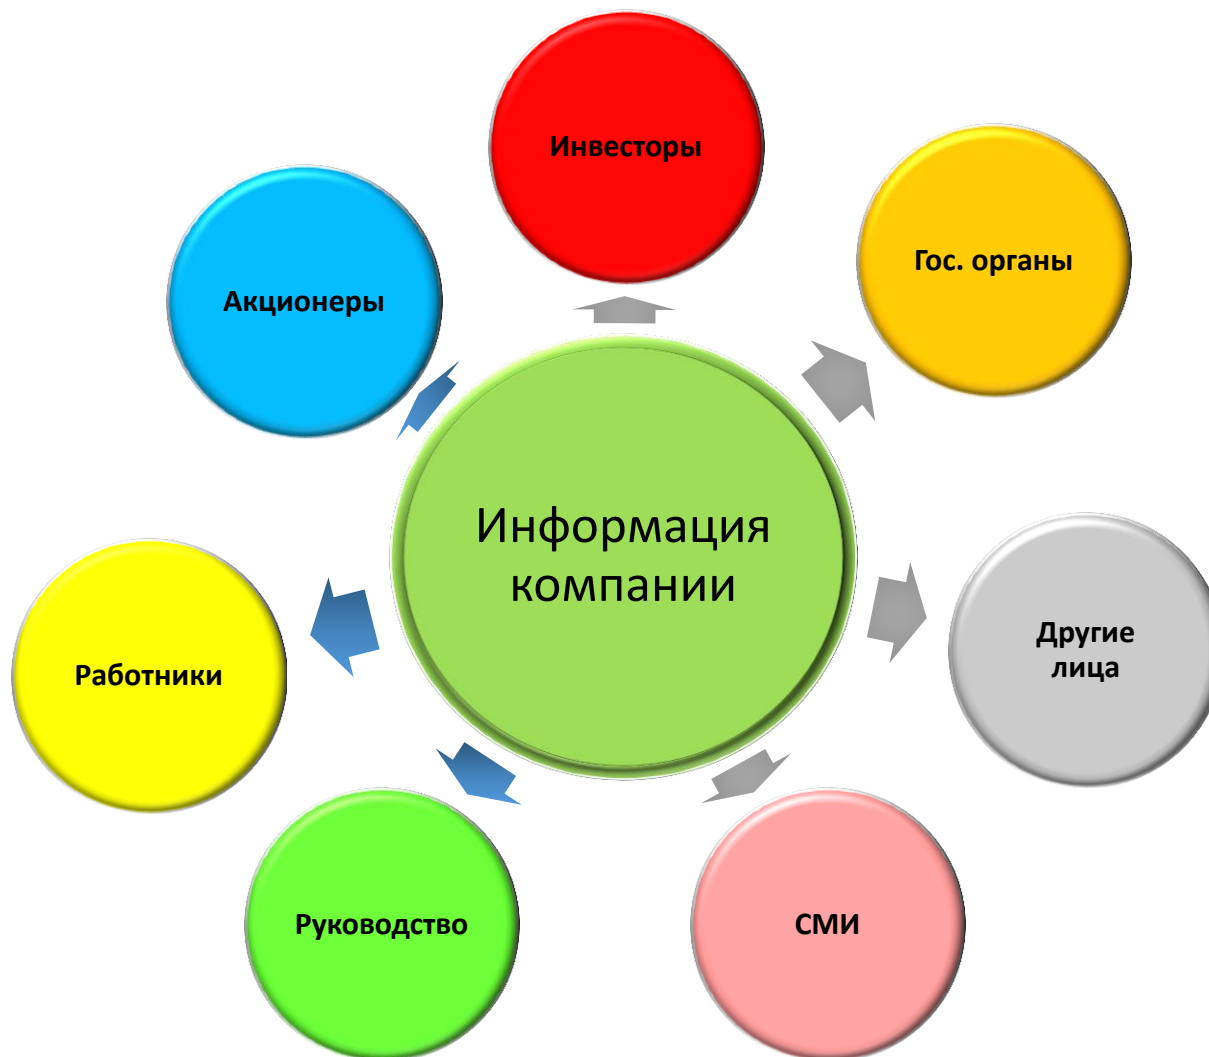 Инвесторы
Гос. органы
Акционеры
Информация
компании
Другие
лица
Работники
Руководство
СМИ